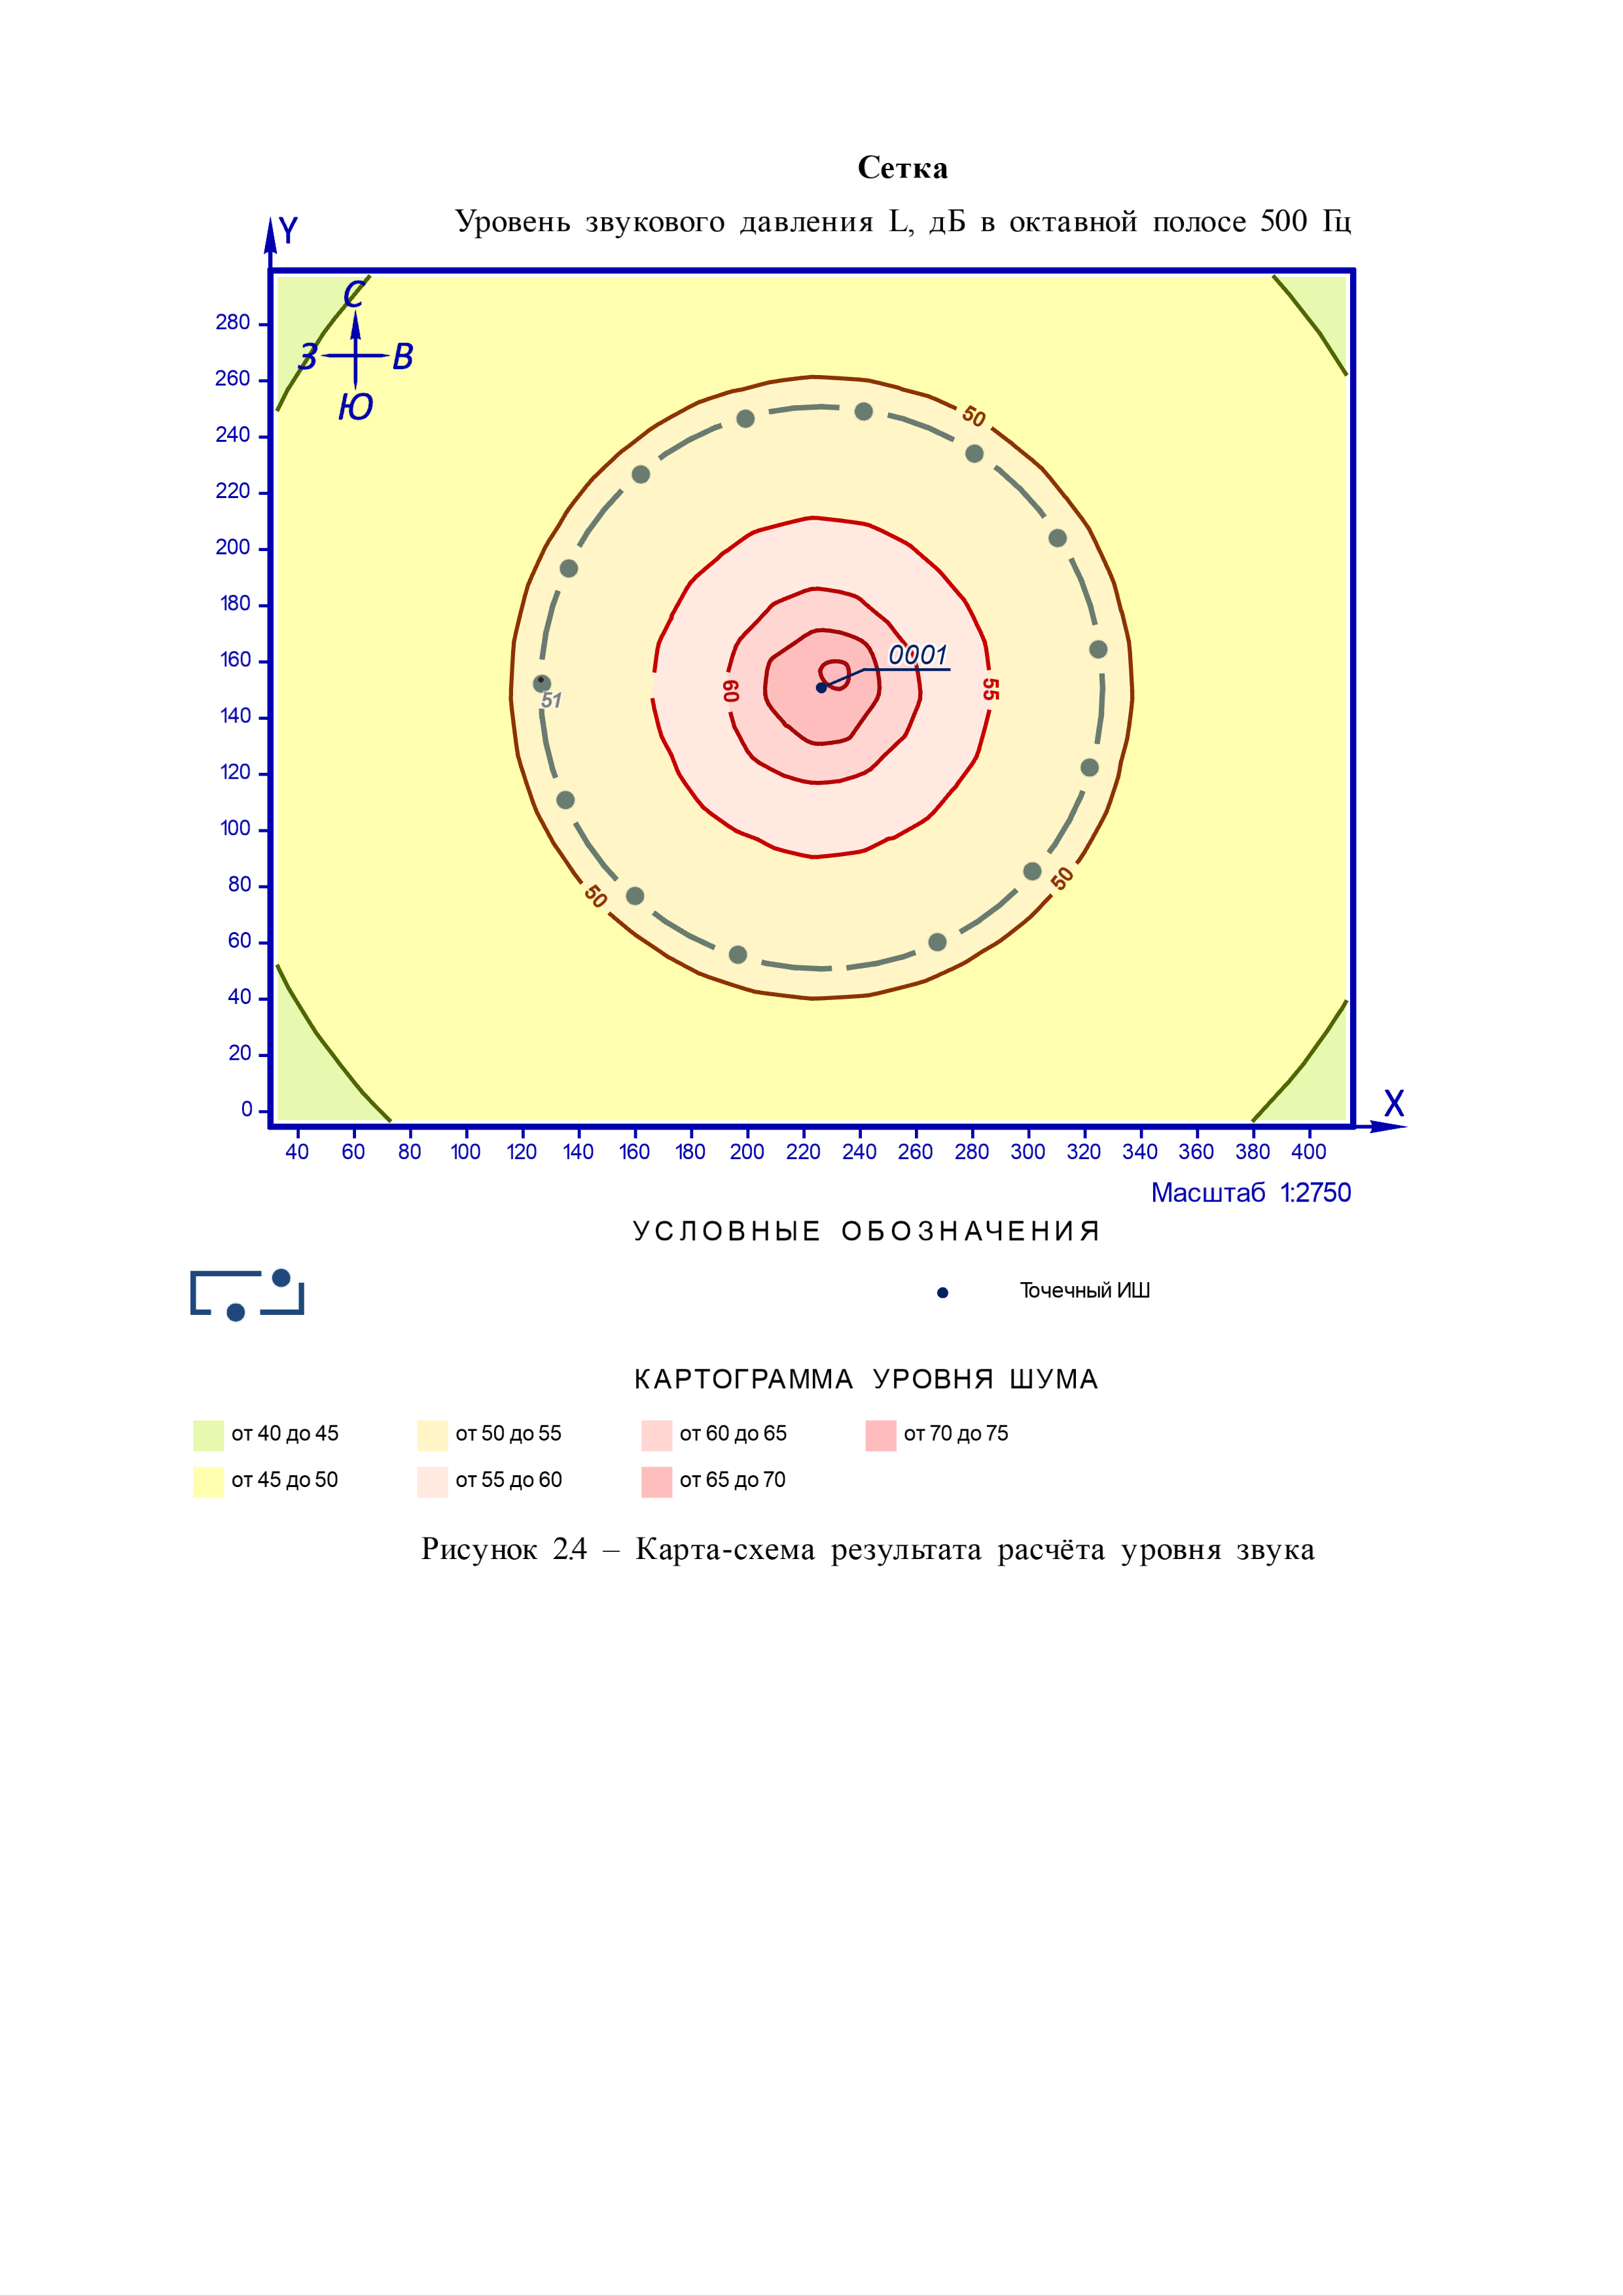 Сетка
Уровень звукового давления L, дБ в октавной полосе 500 Гц
Y
С
З В
Ю
280
260
240
220
200
180
160
140
120
100
80
60
40
20
0
50
0001
60
55
51
50
50
X
40 60 80 100 120 140 160 180 200 220 240 260 280 300 320 340 360 380 400
Масштаб 1:2750
УСЛОВНЫЕ ОБОЗНАЧЕНИЯ
Точечный ИШ
КАРТОГРАММА УРОВНЯ ШУМА
от 40 до 45 от 50 до 55 от 60 до 65 от 70 до 75
от 45 до 50 от 55 до 60 от 65 до 70
Рисунок 2.4 – Карта-схема результата расчёта уровня звука